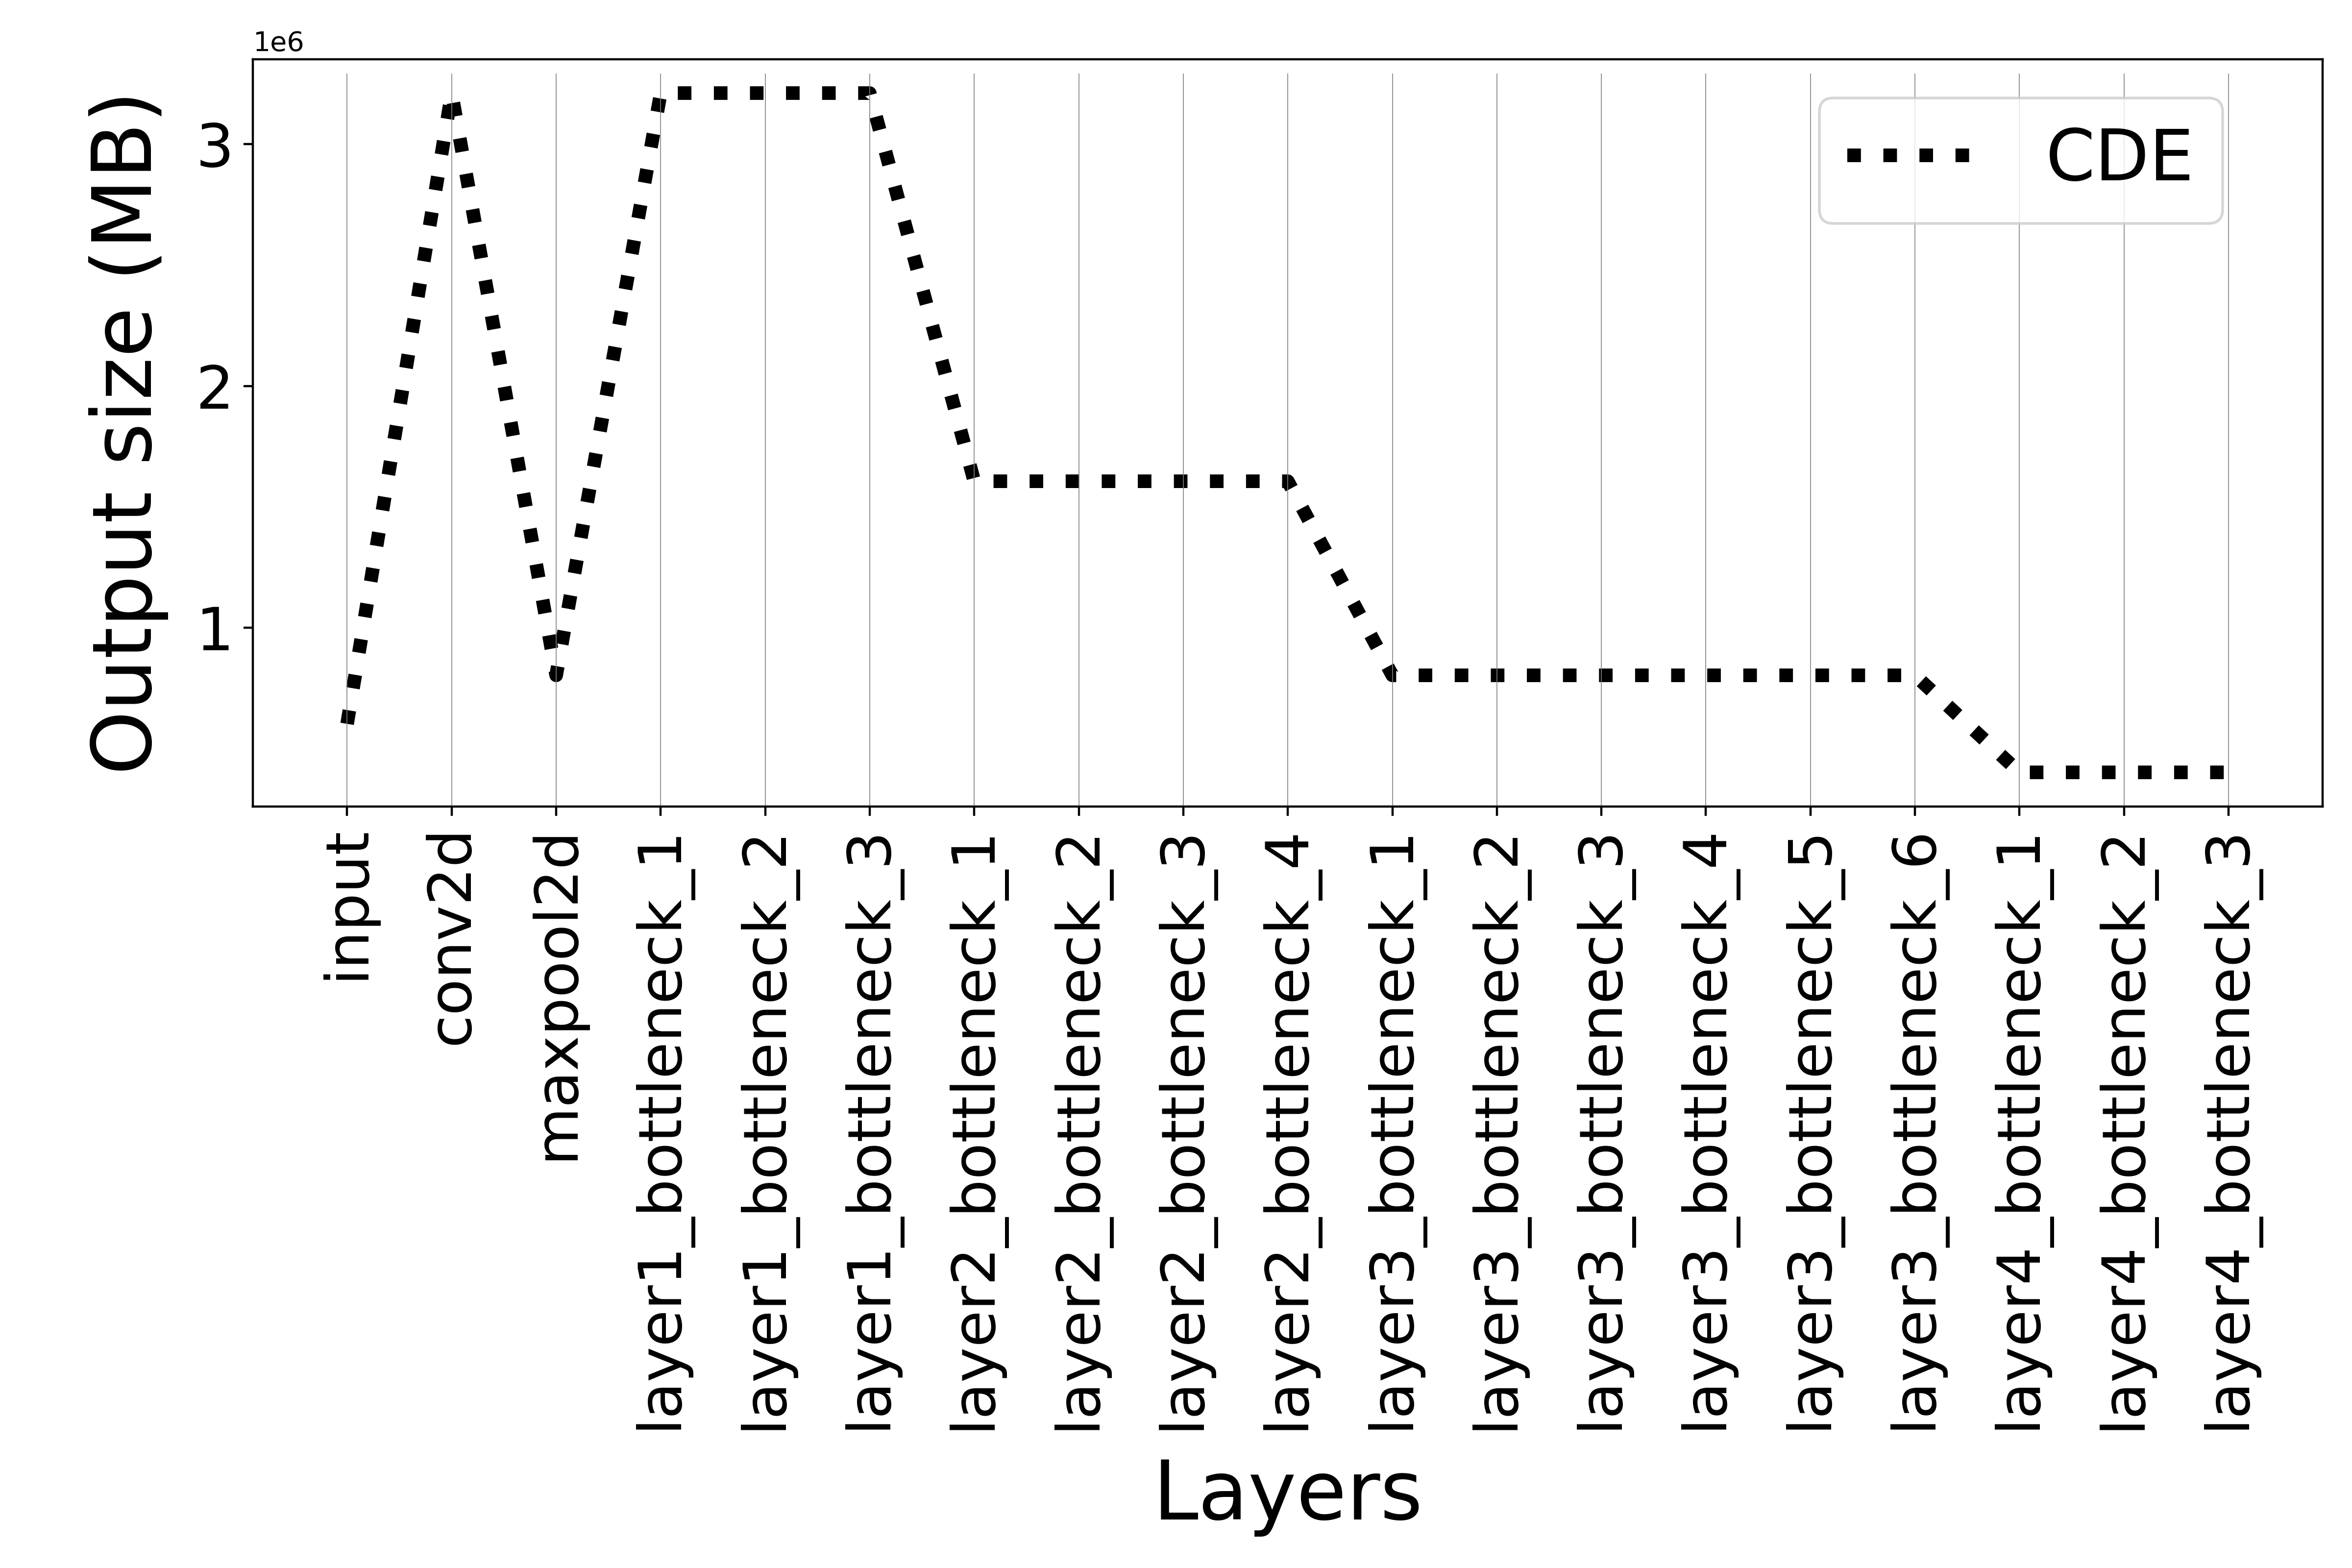 1e6
Output size (MB)
3
2
1
CDE
input
conv2d
maxpool2d
layer1_bottleneck_1
layer1_bottleneck_2
layer1_bottleneck_3
layer2_bottleneck_1
layer2_bottleneck_2
layer2_bottleneck_3
layer2_bottleneck_4
layer3_bottleneck_1
layer3_bottleneck_2
layer3_bottleneck_3
layer3_bottleneck_4
layer3_bottleneck_5
layer3_bottleneck_6
layer4_bottleneck_1
layer4_bottleneck_2
layer4_bottleneck_3
Layers